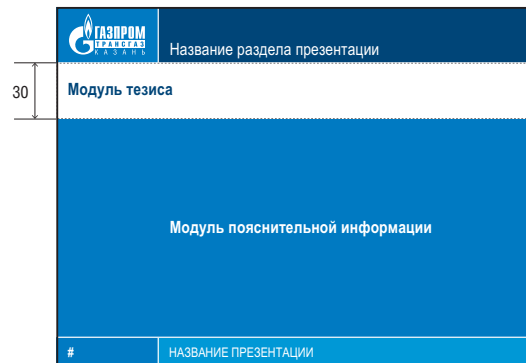 ГАЗПРОМ
ТРАНСГАЗ
КАЗАНЬ
Название раздела презентации
30
Модуль тезиса
Модуль пояснительной информации
#
НАЗВАНИЕ ПРЕЗЕНТАЦИИ